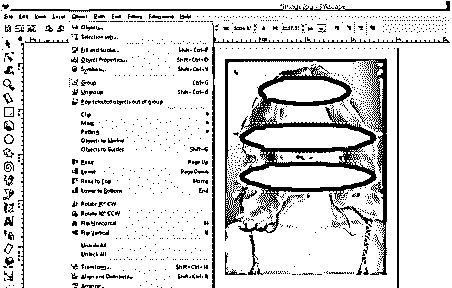 File Edit View Layer Object Path Text Filters Extensions Help
Objects...
Selection sets...
Fill and Stroke... Shift+Ctrl+F
Object Properties... Shift+Ctrl+O
Symbols... Shift+Ctrl+Y
Group Ctrl+G
Ungroup Shift+Ctrl+G
Pop selected objects out of group
Clip
Mask
Pattern
Objects to Marker
Objects to Guides Shift+G
Raise Page Up
Lower Page Down
Raise to Top Home
Lower to Bottom End
Rotate 90° CW
Rotate 90° CCW
Flip Horizontal H
Flip Vertical V
Unhide All
Unlock All
Transform... Shift+Ctrl+M
Align and Distribute... Shift+Ctrl+A
Arrange...